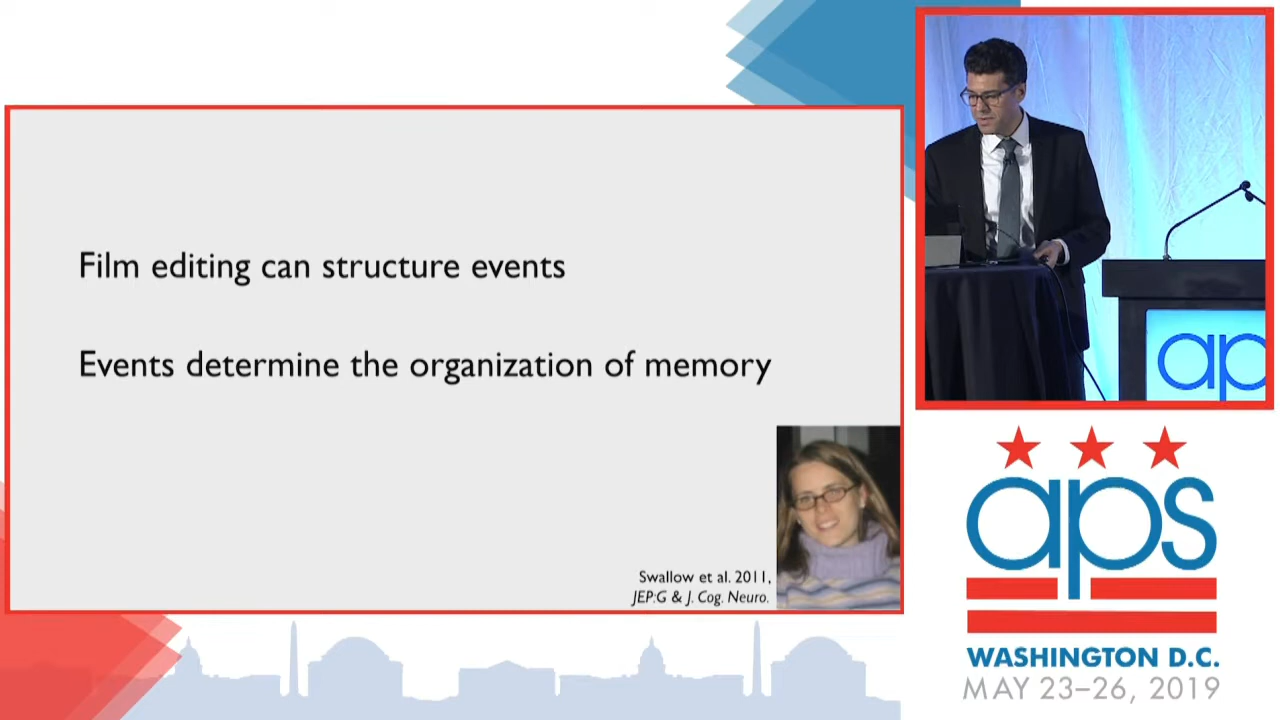 Film editing can structure events
Events determine the organization of memory
Swallow et al. 2011,
JEP:G & J. Cog. Neuro.
aps
aps
WASHINGTON D.C.
MAY 23–26, 2019